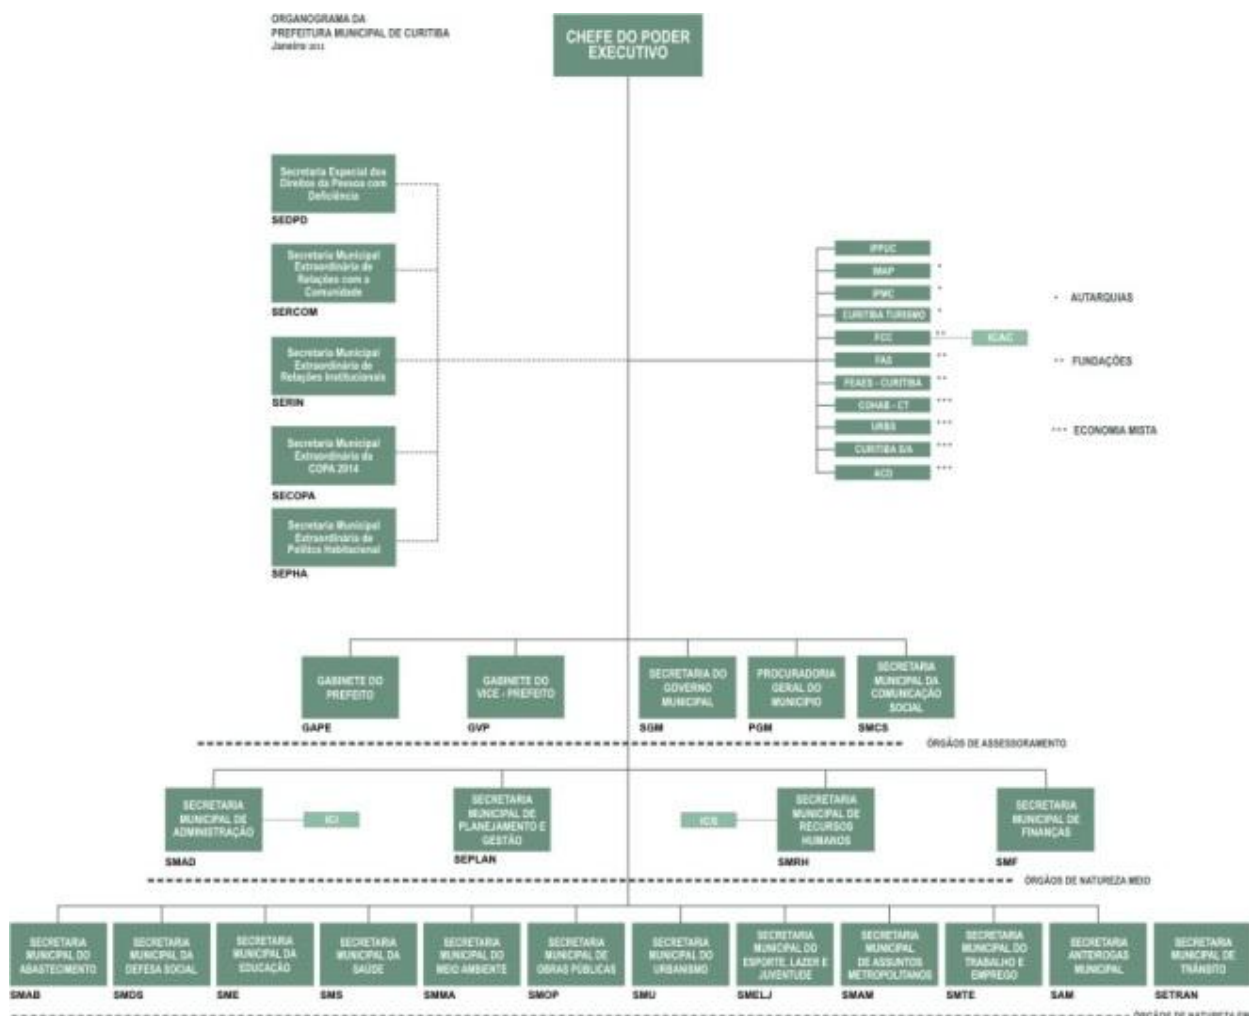 ORGANOGRAMA DA
PREFEITURA MUNICIPAL DE CURITIBA
Janeiro 2011
CHEFE DO PODER
EXECUTIVO
Secretaria Especial dos
Direitos da Pessoa com
Deficiência
SEDPD
Secretaria Municipal
Extraordinária de
Relações com a
Comunidade
SERCOM
Secretaria Municipal
Extraordinária de
Relações Institucionais
SERIN
Secretaria Municipal
Extraordinária da
COPA 2014
SECOPA
Secretaria Municipal
Extraordinária de
Política Habitacional
SEPHA
IPPUC
IMAP *
IPMC *
CURITIBA TURISMO *
FCC ** ICAC
FAS **
FEAES - CURITIBA **
COHAB - CT ***
URBS ***
CURITIBA S/A ***
ACD ***
* AUTARQUIAS
** FUNDAÇÕES
*** ECONOMIA MISTA
GABINETE DO
PREFEITO
GAPE
GABINETE DO
VICE - PREFEITO
GVP
SECRETARIA DO
GOVERNO
MUNICIPAL
SGM
PROCURADORIA
GERAL DO
MUNICÍPIO
PGM
SECRETARIA
MUNICIPAL DA
COMUNICAÇÃO
SOCIAL
SMCS
ÓRGÃOS DE ASSESSORAMENTO
SECRETARIA
MUNICIPAL DE
ADMINISTRAÇÃO
SMAD
ICI
SECRETARIA
MUNICIPAL DE
PLANEJAMENTO E
GESTÃO
SEPLAN
ICS
SECRETARIA
MUNICIPAL DE
RECURSOS
HUMANOS
SMRH
SECRETARIA
MUNICIPAL DE
FINANÇAS
SMF
ÓRGÃOS DE NATUREZA MEIO
SECRETARIA
MUNICIPAL DO
ABASTECIMENTO
SMAB
SECRETARIA
MUNICIPAL DA
DEFESA SOCIAL
SMDS
SECRETARIA
MUNICIPAL DA
EDUCAÇÃO
SME
SECRETARIA
MUNICIPAL DA
SAÚDE
SMS
SECRETARIA
MUNICIPAL DO
MEIO AMBIENTE
SMMA
SECRETARIA
MUNICIPAL DE
OBRAS PÚBLICAS
SMOP
SECRETARIA
MUNICIPAL DO
URBANISMO
SMU
SECRETARIA
MUNICIPAL DO
ESPORTE, LAZER E
JUVENTUDE
SMELJ
SECRETARIA
MUNICIPAL
DE ASSUNTOS
METROPOLITANOS
SMAM
SECRETARIA
MUNICIPAL DO
TRABALHO E
EMPREGO
SMTE
SECRETARIA
ANTIDROGAS
MUNICIPAL
SAM
SECRETARIA
MUNICIPAL DE
TRÂNSITO
SETRAN
ÓRGÃOS DE NATUREZA